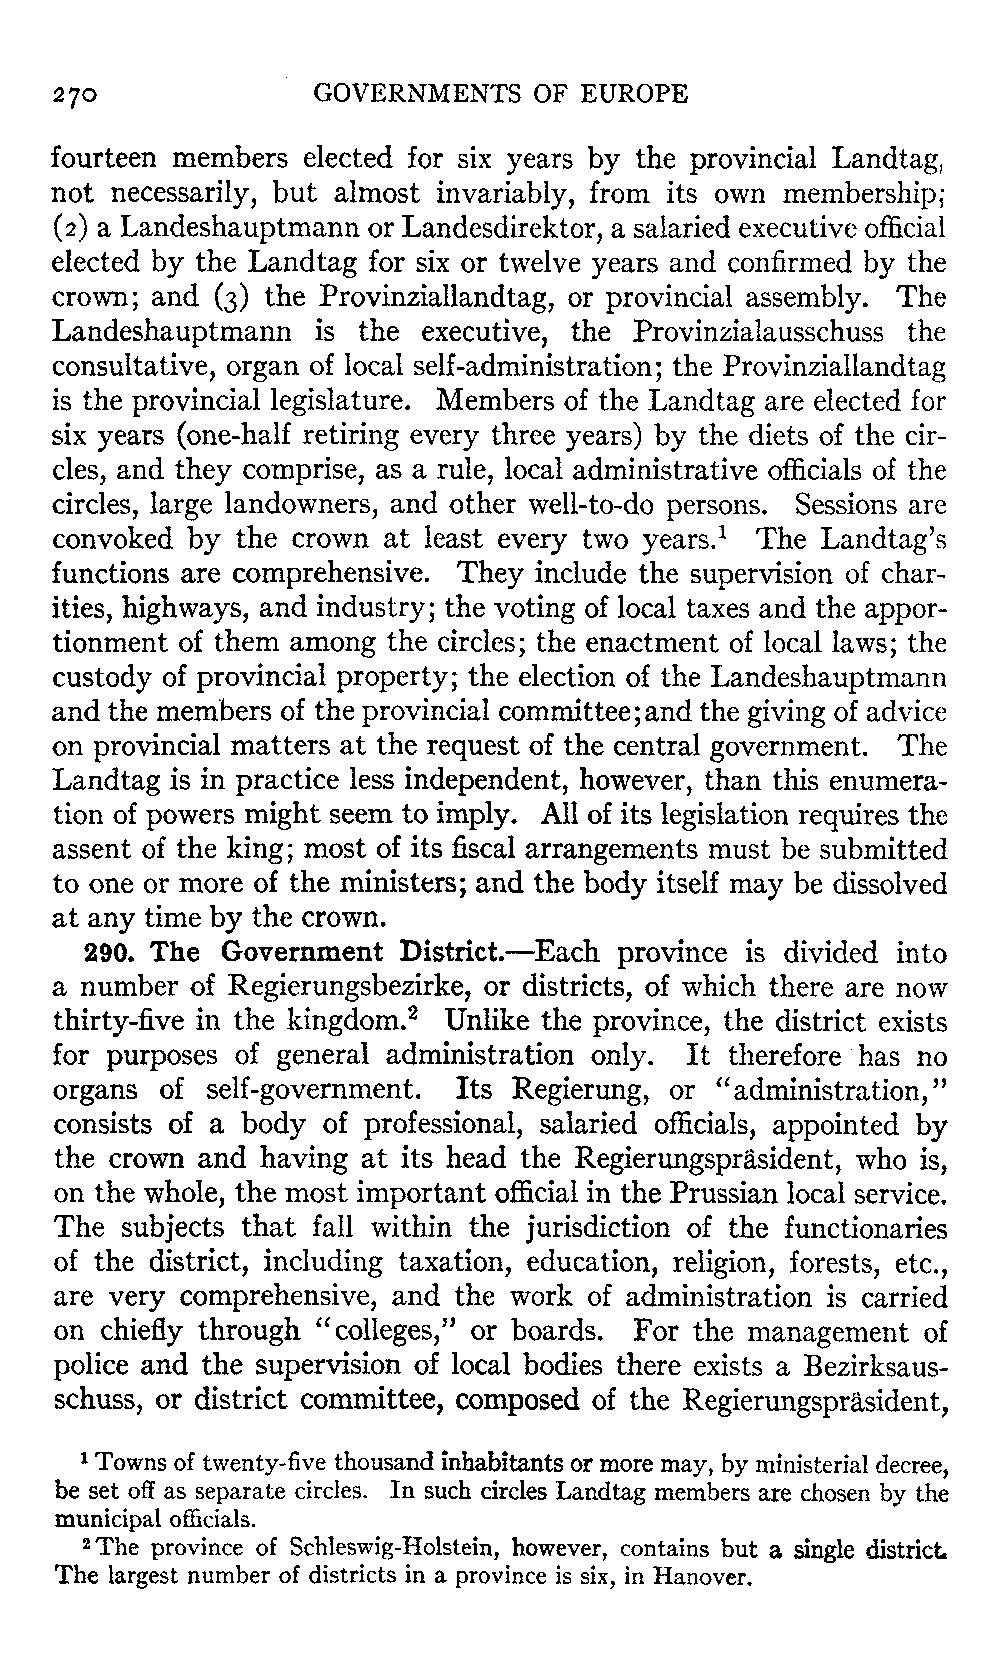 270 GOVERNMENTS OF EUROPE
fourteen members elected for six years by the provincial Landtag,
not necessarily, but almost invariably, from its own membership;
(2) a Landeshauptmann or Landesdirektor, a salaried executive official
elected by the Landtag for six or twelve years and confirmed by the
crown; and (3) the Provinziallandtag, or provincial assembly. The
Landeshauptmann is the executive, the Provinzialausschuss the
consultative, organ of local self-administration; the Provinziallandtag
is the provincial legislature. Members of the Landtag are elected for
six years (one-half retiring every three years) by the diets of the cir-
cles, and they comprise, as a rule, local administrative officials of the
circles, large landowners, and other well-to-do persons. Sessions are
convoked by the crown at least every two years.¹ The Landtag's
functions are comprehensive. They include the supervision of char-
ities, highways, and industry; the voting of local taxes and the appor-
tionment of them among the circles; the enactment of local laws; the
custody of provincial property; the election of the Landeshauptmann
and the members of the provincial committee;and the giving of advice
on provincial matters at the request of the central government. The
Landtag is in practice less independent, however, than this enumera-
tion of powers might seem to imply. All of its legislation requires the
assent of the king; most of its fiscal arrangements must be submitted
to one or more of the ministers; and the body itself may be dissolved
at any time by the crown.
290. The Government District.—Each province is divided into
a number of Regierungsbezirke, or districts, of which there are now
thirty-five in the kingdom.² Unlike the province, the district exists
for purposes of general administration only. It therefore has no
organs of self-government. Its Regierung, or "administration,"
consists of a body of professional, salaried officials, appointed by
the crown and having at its head the Regierungspräsident, who is,
on the whole, the most important official in the Prussian local service.
The subjects that fall within the jurisdiction of the functionaries
of the district, including taxation, education, religion, forests, etc.,
are very comprehensive, and the work of administration is carried
on chiefly through "colleges," or boards. For the management of
police and the supervision of local bodies there exists a Bezirksaus-
schuss, or district committee, composed of the Regierungspräsident,
¹ Towns of twenty-five thousand inhabitants or more may, by ministerial decree,
be set off as separate circles. In such circles Landtag members are chosen by the
municipal officials.
² The province of Schleswig-Holstein, however, contains but a single district.
The largest number of districts in a province is six, in Hanover.